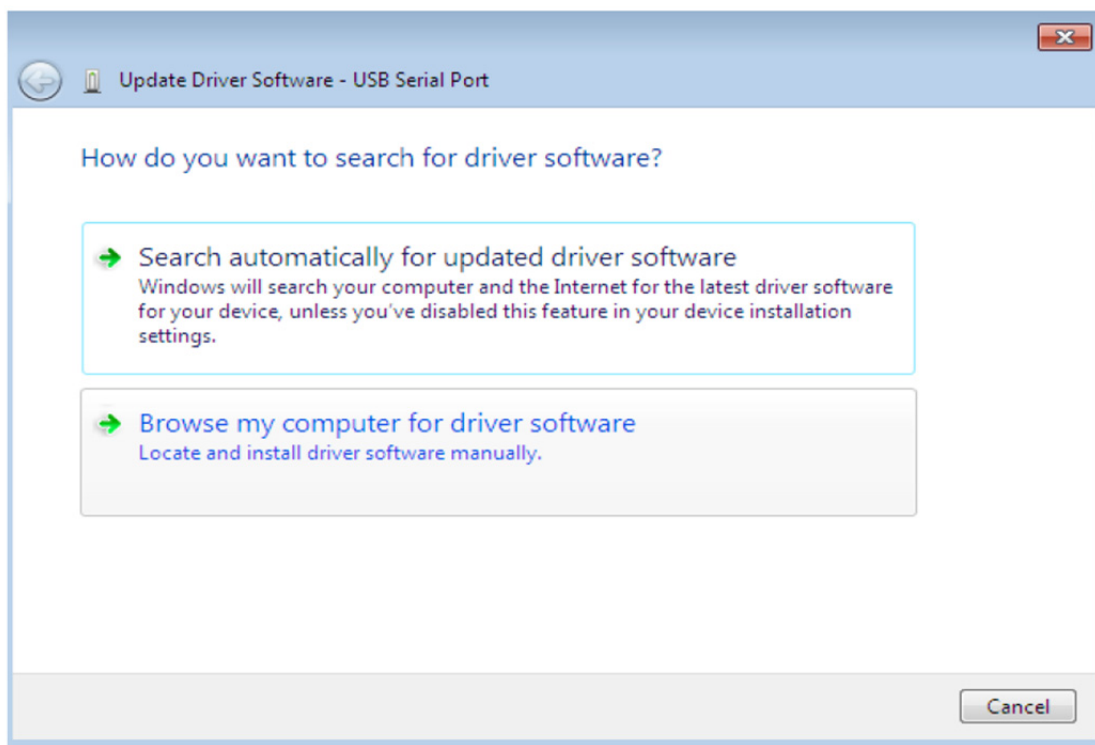 Update Driver Software - USB Serial Port
How do you want to search for driver software?
Search automatically for updated driver software
Windows will search your computer and the Internet for the latest driver software
for your device, unless you've disabled this feature in your device installation
settings.
Browse my computer for driver software
Locate and install driver software manually.
Cancel